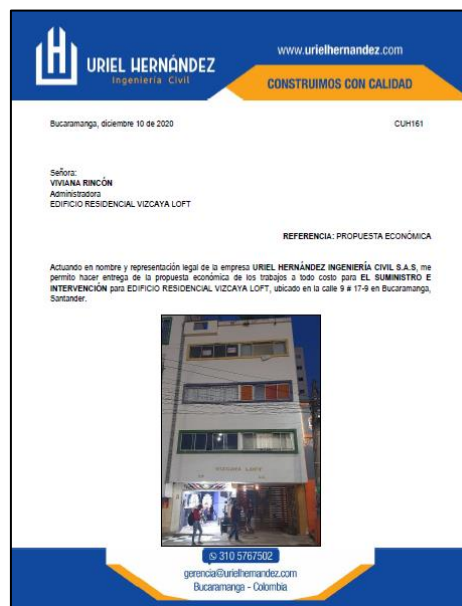 URIEL HERNÁNDEZ
Ingeniería Civil
www.urielhernandez.com
CONSTRUIMOS CON CALIDAD
Bucaramanga, diciembre 10 de 2020 CUH161
Señora:
VIVIANA RINCÓN
Administradora
EDIFICIO RESIDENCIAL VIZCAYA LOFT
REFERENCIA: PROPUESTA ECONÓMICA
Actuando en nombre y representación legal de la empresa URIEL HERNÁNDEZ INGENIERÍA CIVIL S.A.S, me
permito hacer entrega de la propuesta económica de los trabajos a todo costo para EL SUMINISTRO E
INTERVENCIÓN para EDIFICIO RESIDENCIAL VIZCAYA LOFT, ubicado en la calle 9 # 17-9 en Bucaramanga,
Santander.
VIZCAYA LOFT
310 5767502
gerencia@urielhernandez.com
Bucaramanga - Colombia